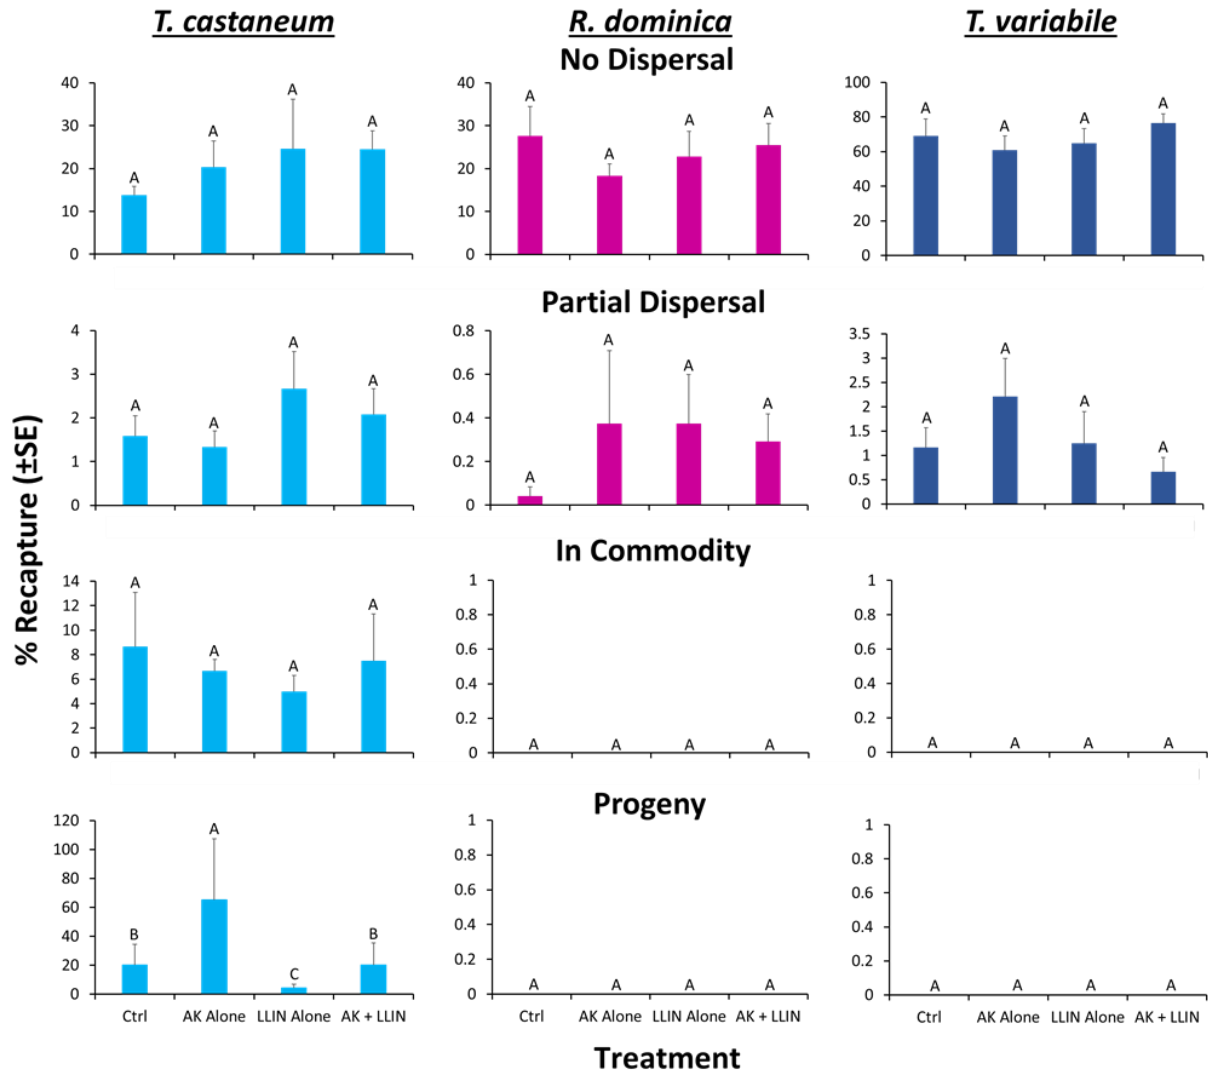 T. castaneum R. dominica T. variabile
No Dispersal
40 40 100
A A A A A A A A A A A A
30 30 80
20 20 60
10 10 40
0 0 20
0
Partial Dispersal
4 0.8 3.5
3 0.6 3
2 0.4 2.5
1 0.2 2
0 0 1.5
1
0.5
0
A A A A A A A A A A A A
% Recapture (±SE)
In Commodity
14 1 1
12 0.8 0.8
10 0.6 0.6
8 0.4 0.4
6 0.2 0.2
4 0 0
2
0
A A A A A A A A A A A A
Progeny
120 1 1
100 0.8 0.8
80 0.6 0.6
60 0.4 0.4
40 0.2 0.2
20 0 0
0
B A C B A A A A A A A A
Ctrl AK Alone LLIN Alone AK + LLIN Ctrl AK Alone LLIN Alone AK + LLIN Ctrl AK Alone LLIN Alone AK + LLIN
Treatment